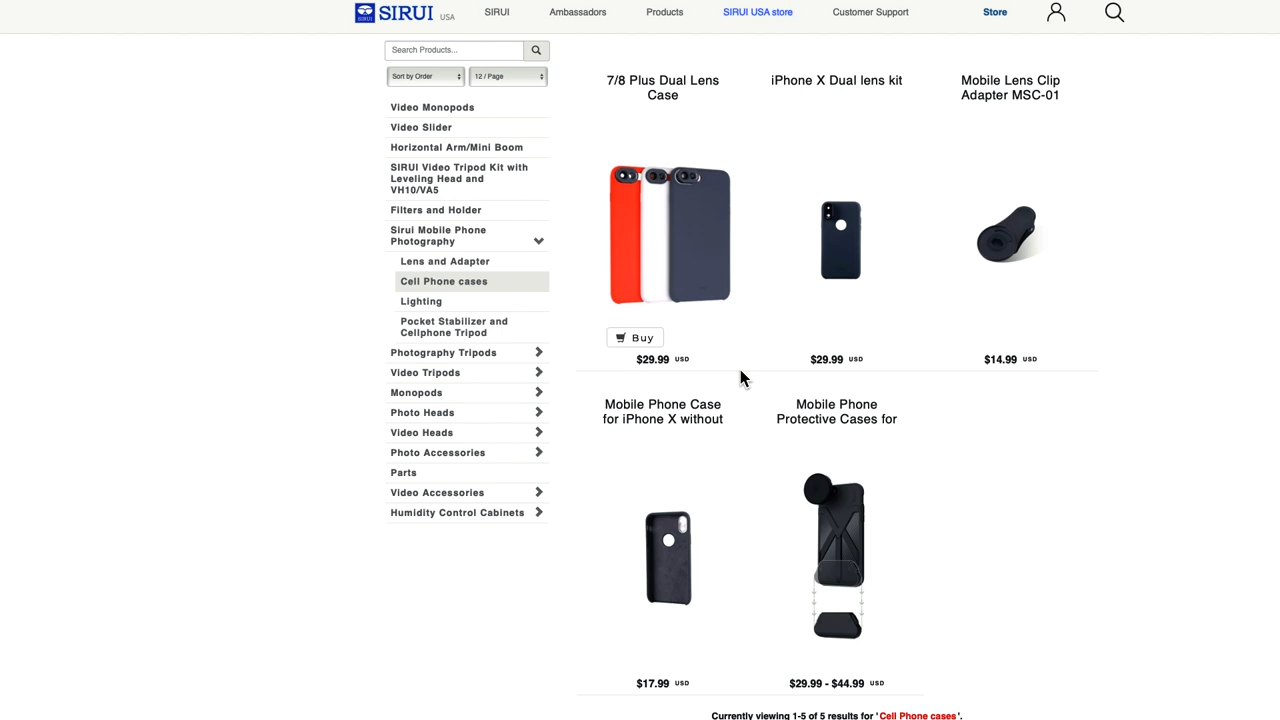 SIRUI USA
SIRUI
Ambassadors
Products
SIRUI USA store
Customer Support
Store
Search Products...
Sort by Order
12 / Page
Video Monopods
Video Slider
Horizontal Arm/Mini Boom
SIRUI Video Tripod Kit with
Leveling Head and
VH10/VA5
Filters and Holder
Sirui Mobile Phone
Photography
Lens and Adapter
Cell Phone cases
Lighting
Pocket Stabilizer and
Cellphone Tripod
Photography Tripods
Video Tripods
Monopods
Photo Heads
Video Heads
Photo Accessories
Parts
Video Accessories
Humidity Control Cabinets
7/8 Plus Dual Lens
Case
Buy
$29.99 USD
iPhone X Dual lens kit
$29.99 USD
Mobile Lens Clip
Adapter MSC-01
$14.99 USD
Mobile Phone Case
for iPhone X without
$17.99 USD
Mobile Phone
Protective Cases for
$29.99 - $44.99 USD
Currently viewing 1-5 of 5 results for 'Cell Phone cases'.